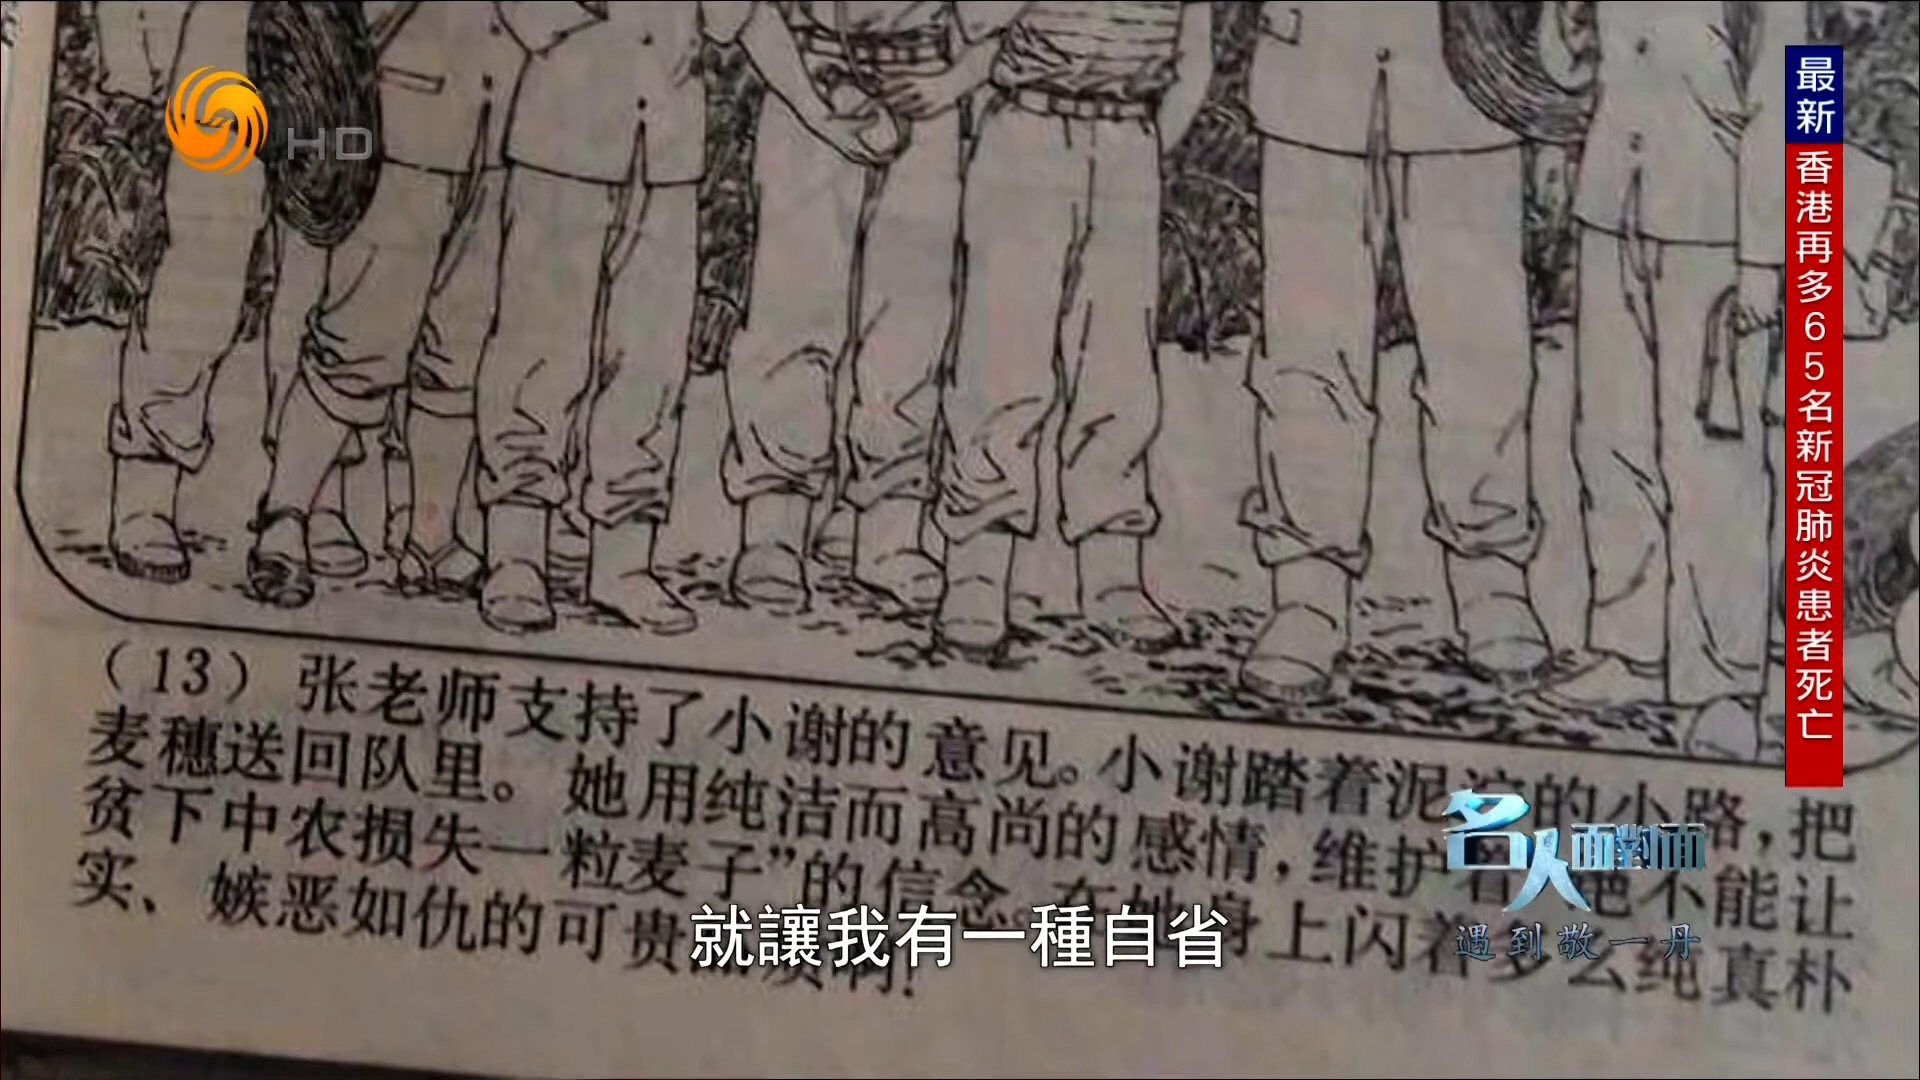 HD
最新
香港再多65名新冠肺炎患者死亡
(13) 张老师支持了小谢的意见。小谢踏着泥泞的小路，把
麦穗送回队里。她用纯洁而高尚的感情，维护着
贫下中农损失一粒麦子”的信念。在她身上闪着多么纯真朴
实、嫉恶如仇的可贵
绝不能让
名人面對面
遇到敬一丹
就讓我有一種自省